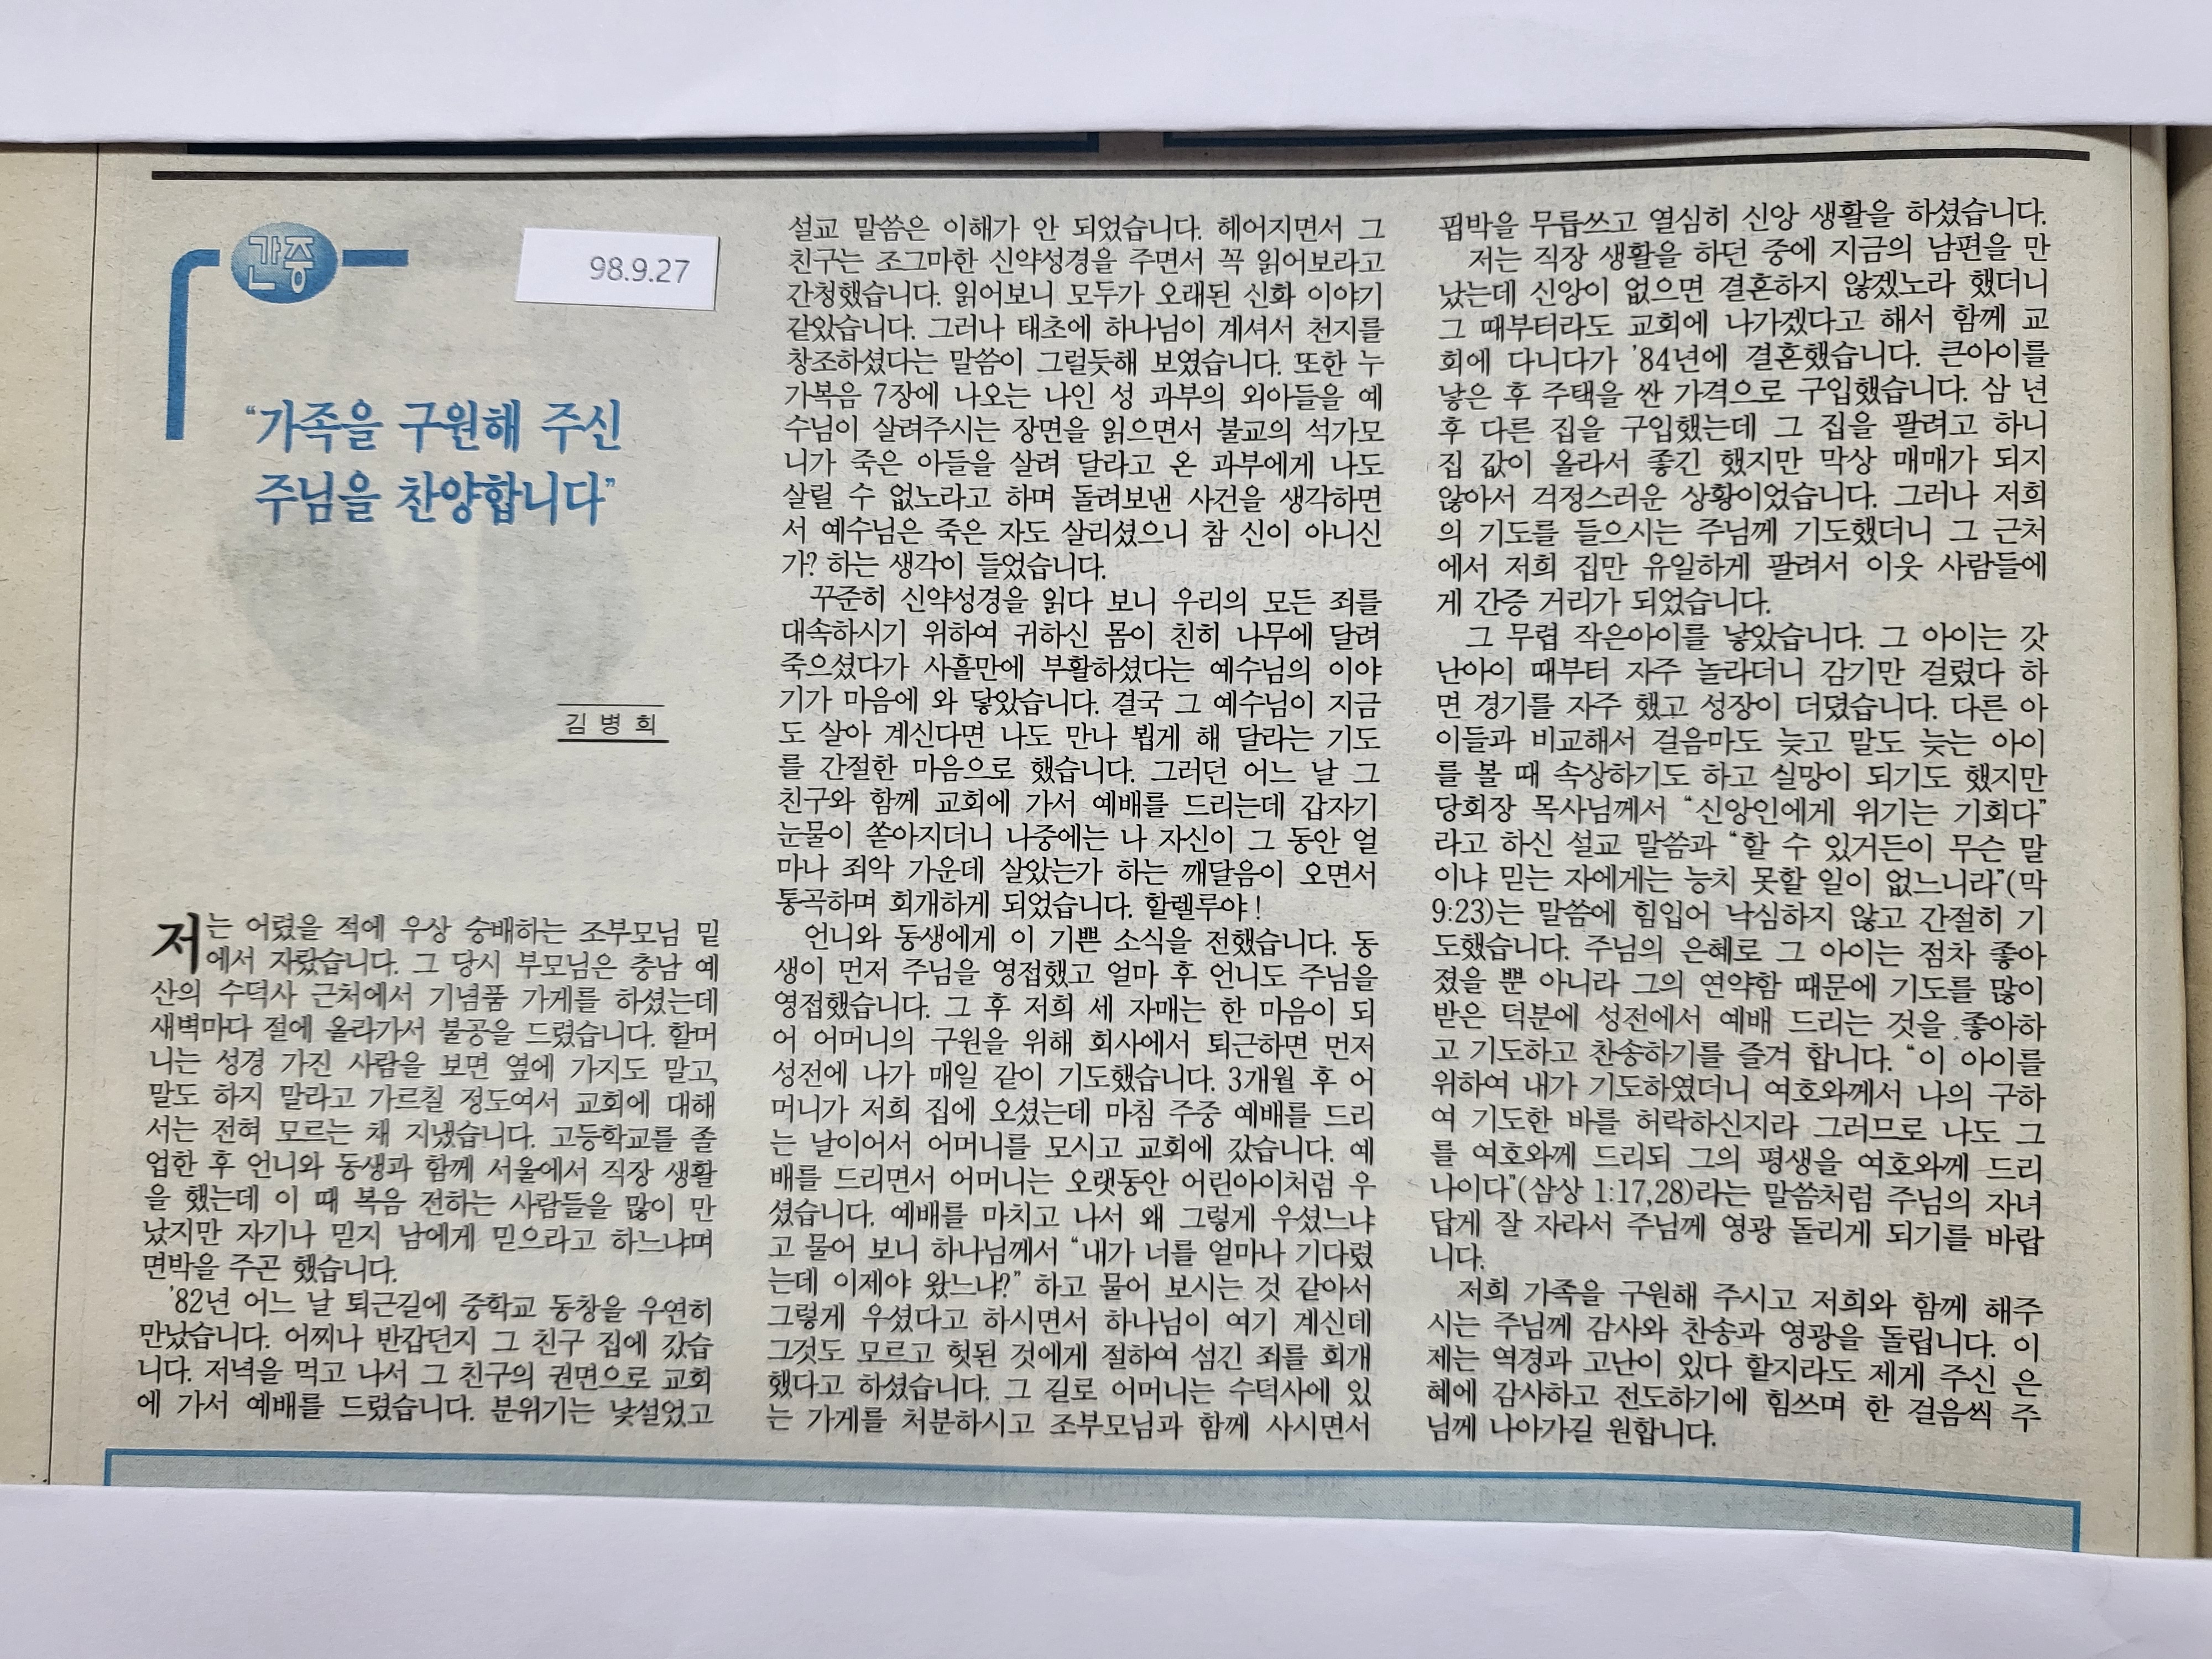 간증
98.9.27
“가족을 구원해 주신
주님을 찬양합니다”
김 병 희
저는 어렸을 적에 우상 숭배하는 조부모님 밑
에서 자랐습니다. 그 당시 부모님은 충남 예
산의 수덕사 근처에서 기념품 가게를 하셨는데
새벽마다 절에 올라가서 불공을 드렸습니다. 할머
니는 성경 가진 사람을 보면 옆에 가지도 말고,
말도 하지 말라고 가르칠 정도여서 교회에 대해
서는 전혀 모르는 채 지냈습니다. 고등학교를 졸
업한 후 언니와 동생과 함께 서울에서 직장 생활
을 했는데 이 때 복음 전하는 사람들을 많이 만
났지만 자기나 믿지 남에게 믿으라고 하느냐며
면박을 주곤 했습니다.
'82년 어느 날 퇴근길에 중학교 동창을 우연히
만났습니다. 어찌나 반갑던지 그 친구 집에 갔습
니다. 저녁을 먹고 나서 그 친구의 권면으로 교회
에 가서 예배를 드렸습니다. 분위기는 낯설었고
설교 말씀은 이해가 안 되었습니다. 헤어지면서 그
친구는 조그마한 신약성경을 주면서 꼭 읽어보라고
간청했습니다. 읽어보니 모두가 오래된 신화 이야기
같았습니다. 그러나 태초에 하나님이 계셔서 천지를
창조하셨다는 말씀이 그럴듯해 보였습니다. 또한 누
가복음 7장에 나오는 나인 성 과부의 외아들을 예
수님이 살려주시는 장면을 읽으면서 불교의 석가모
니가 죽은 아들을 살려 달라고 온 과부에게 나도
살릴 수 없노라고 하며 돌려보낸 사건을 생각하면
서 예수님은 죽은 자도 살리셨으니 참 신이 아니신
가? 하는 생각이 들었습니다.
꾸준히 신약성경을 읽다 보니 우리의 모든 죄를
대속하시기 위하여 귀하신 몸이 친히 나무에 달려
죽으셨다가 사흘만에 부활하셨다는 예수님의 이야
기가 마음에 와 닿았습니다. 결국 그 예수님이 지금
도 살아 계신다면 나도 만나 뵙게 해 달라는 기도
를 간절한 마음으로 했습니다. 그러던 어느 날 그
친구와 함께 교회에 가서 예배를 드리는데 갑자기
눈물이 쏟아지더니 나중에는 나 자신이 그 동안 얼
마나 죄악 가운데 살았는가 하는 깨달음이 오면서
통곡하며 회개하게 되었습니다. 할렐루야!
언니와 동생에게 이 기쁜 소식을 전했습니다. 동
생이 먼저 주님을 영접했고 얼마 후 언니도 주님을
영접했습니다. 그 후 저희 세 자매는 한 마음이 되
어 어머니의 구원을 위해 회사에서 퇴근하면 먼저
성전에 나가 매일 같이 기도했습니다. 3개월 후 어
머니가 저희 집에 오셨는데 마침 주중 예배를 드리
는 날이어서 어머니를 모시고 교회에 갔습니다. 예
배를 드리면서 어머니는 오랫동안 어린아이처럼 우
셨습니다. 예배를 마치고 나서 왜 그렇게 우셨느냐
고 물어 보니 하나님께서 “내가 너를 얼마나 기다렸
는데 이제야 왔느냐?” 하고 물어 보시는 것 같아서
그렇게 우셨다고 하시면서 하나님이 여기 계신데
그것도 모르고 헛된 것에게 절하여 섬긴 죄를 회개
했다고 하셨습니다. 그 길로 어머니는 수덕사에 있
는 가게를 처분하시고 조부모님과 함께 사시면서
핍박을 무릅쓰고 열심히 신앙 생활을 하셨습니다.
저는 직장 생활을 하던 중에 지금의 남편을 만
났는데 신앙이 없으면 결혼하지 않겠노라 했더니
그 때부터라도 교회에 나가겠다고 해서 함께 교
회에 다니다가 '84년에 결혼했습니다. 큰아이를
낳은 후 주택을 싼 가격으로 구입했습니다. 삼 년
후 다른 집을 구입했는데 그 집을 팔려고 하니
집 값이 올라서 좋긴 했지만 막상 매매가 되지
않아서 걱정스러운 상황이었습니다. 그러나 저희
의 기도를 들으시는 주님께 기도했더니 그 근처
에서 저희 집만 유일하게 팔려서 이웃 사람들에
게 간증 거리가 되었습니다.
그 무렵 작은아이를 낳았습니다. 그 아이는 갓
난아이 때부터 자주 놀라더니 감기만 걸렸다 하
면 경기를 자주 했고 성장이 더뎠습니다. 다른 아
이들과 비교해서 걸음마도 늦고 말도 늦는 아이
를 볼 때 속상하기도 하고 실망이 되기도 했지만
당회장 목사님께서 “신앙인에게 위기는 기회다”
라고 하신 설교 말씀과 “할 수 있거든이 무슨 말
이냐 믿는 자에게는 능치 못할 일이 없느니라”(막
9:23)는 말씀에 힘입어 낙심하지 않고 간절히 기
도했습니다. 주님의 은혜로 그 아이는 점차 좋아
졌을 뿐 아니라 그의 연약함 때문에 기도를 많이
받은 덕분에 성전에서 예배 드리는 것을 좋아하
고 기도하고 찬송하기를 즐겨 합니다. “이 아이를
위하여 내가 기도하였더니 여호와께서 나의 구하
여 기도한 바를 허락하신지라 그러므로 나도 그
를 여호와께 드리되 그의 평생을 여호와께 드리
나이다”(삼상 1:17,28)라는 말씀처럼 주님의 자녀
답게 잘 자라서 주님께 영광 돌리게 되기를 바랍
니다.
저희 가족을 구원해 주시고 저희와 함께 해주
시는 주님께 감사와 찬송과 영광을 돌립니다. 이
제는 역경과 고난이 있다 할지라도 제게 주신 은
혜에 감사하고 전도하기에 힘쓰며 한 걸음씩 주
님께 나아가길 원합니다.